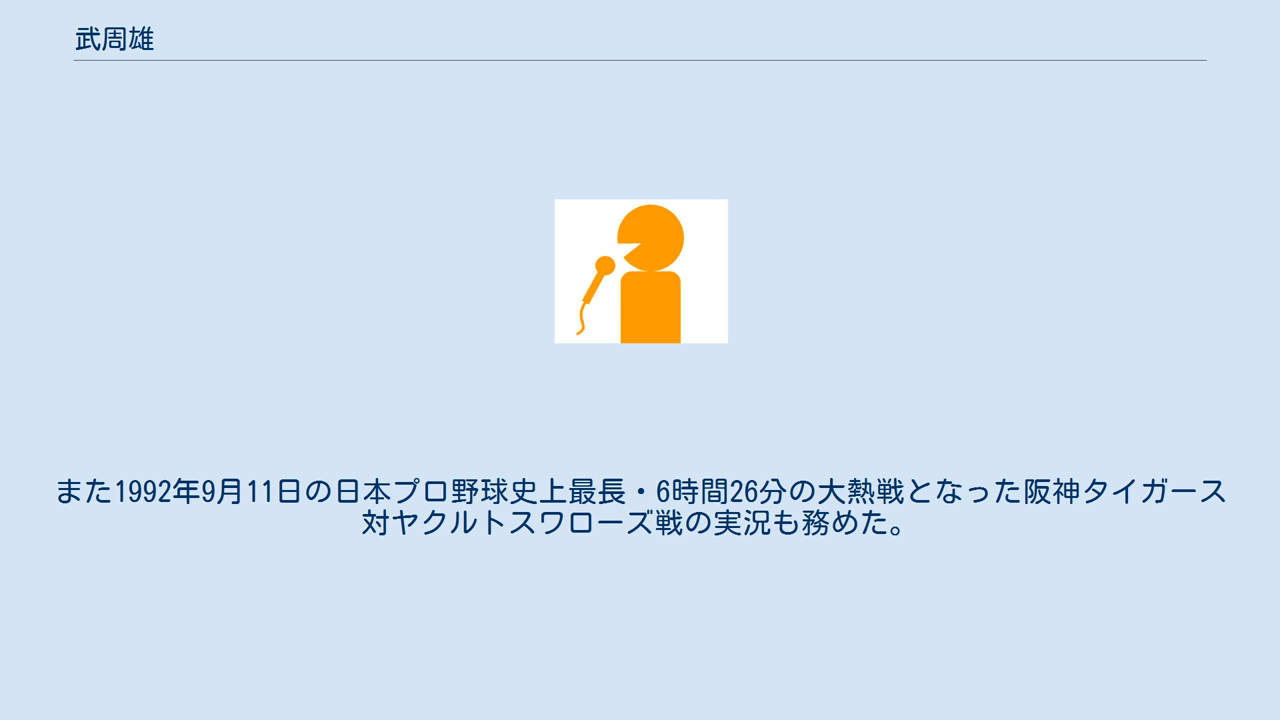 武周雄
また1992年9月11日の日本プロ野球史上最長・6時間26分の大熱戦となった阪神タイガース
対ヤクルトスワローズ戦の実況も務めた。